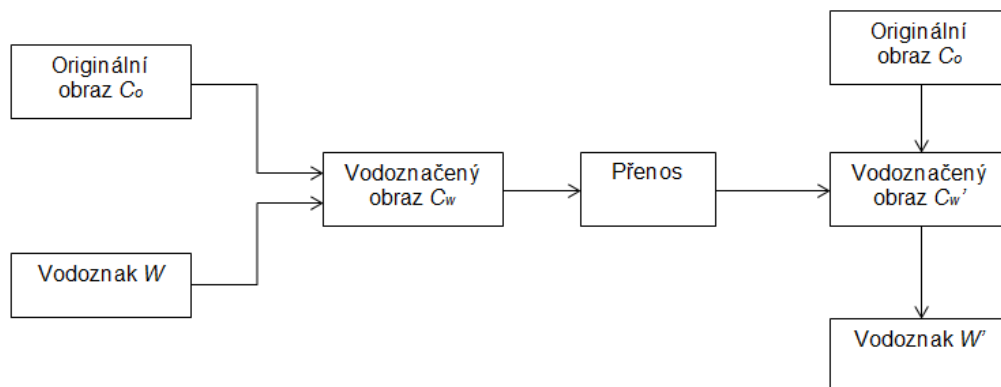 Originální
obraz Co
Vodoznak W
Vodoznačený
obraz Cw
Přenos
Originální
obraz Co
Vodoznačený
obraz Cw'
Vodoznak W'